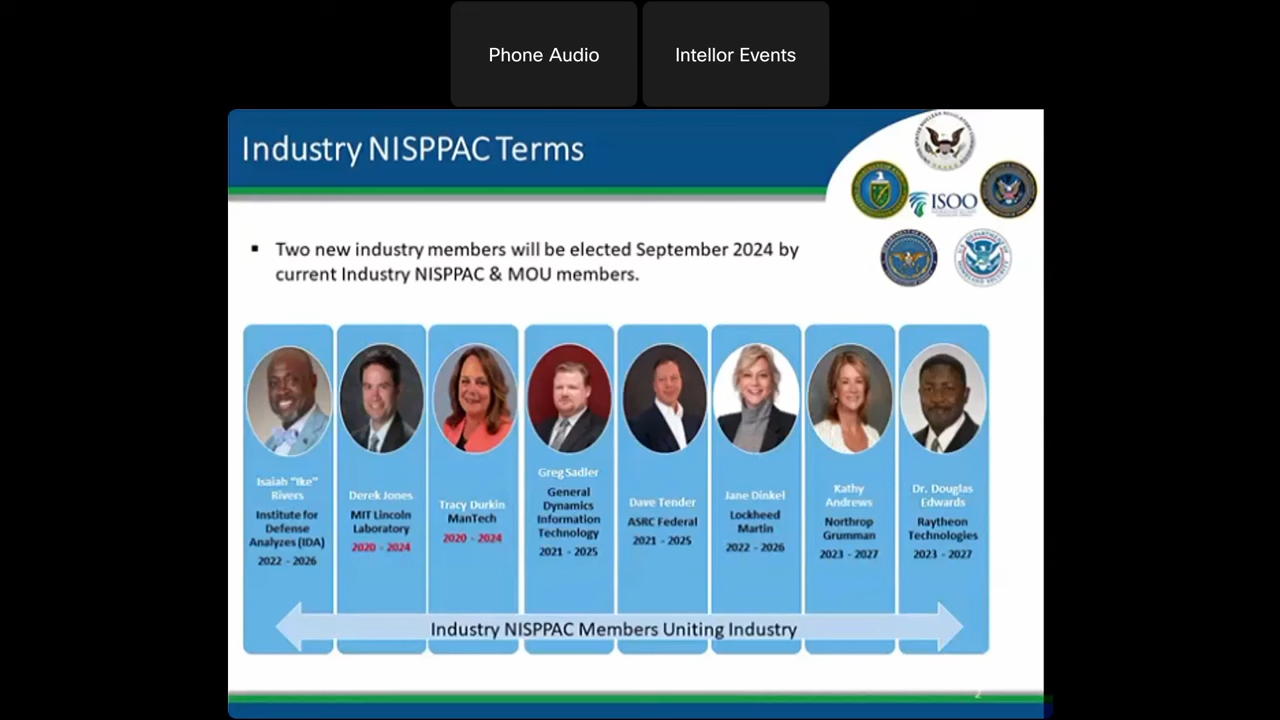 Phone Audio
Intellor Events
Industry NISPPAC Terms
ISOO
Two new industry members will be elected September 2024 by
current Industry NISPPAC & MOU members.
Isaiah "Ike"
Rivers
Institute for
Defense
Analyzes (IDA)
2022 - 2026
Derek Jones
MIT Lincoln
Laboratory
2020 - 2024
Tracy Durkin
ManTech
2020 - 2024
Greg Sadler
General
Dynamics
Information
Technology
2021 - 2025
Dave Tender
ASRC Federal
2021 - 2025
Jane Dinkel
Lockheed
Martin
2022 - 2026
Kathy
Andrews
Northrop
Grumman
2023 - 2027
Dr. Douglas
Edwards
Raytheon
Technologies
2023 - 2027
Industry NISPPAC Members Uniting Industry
2